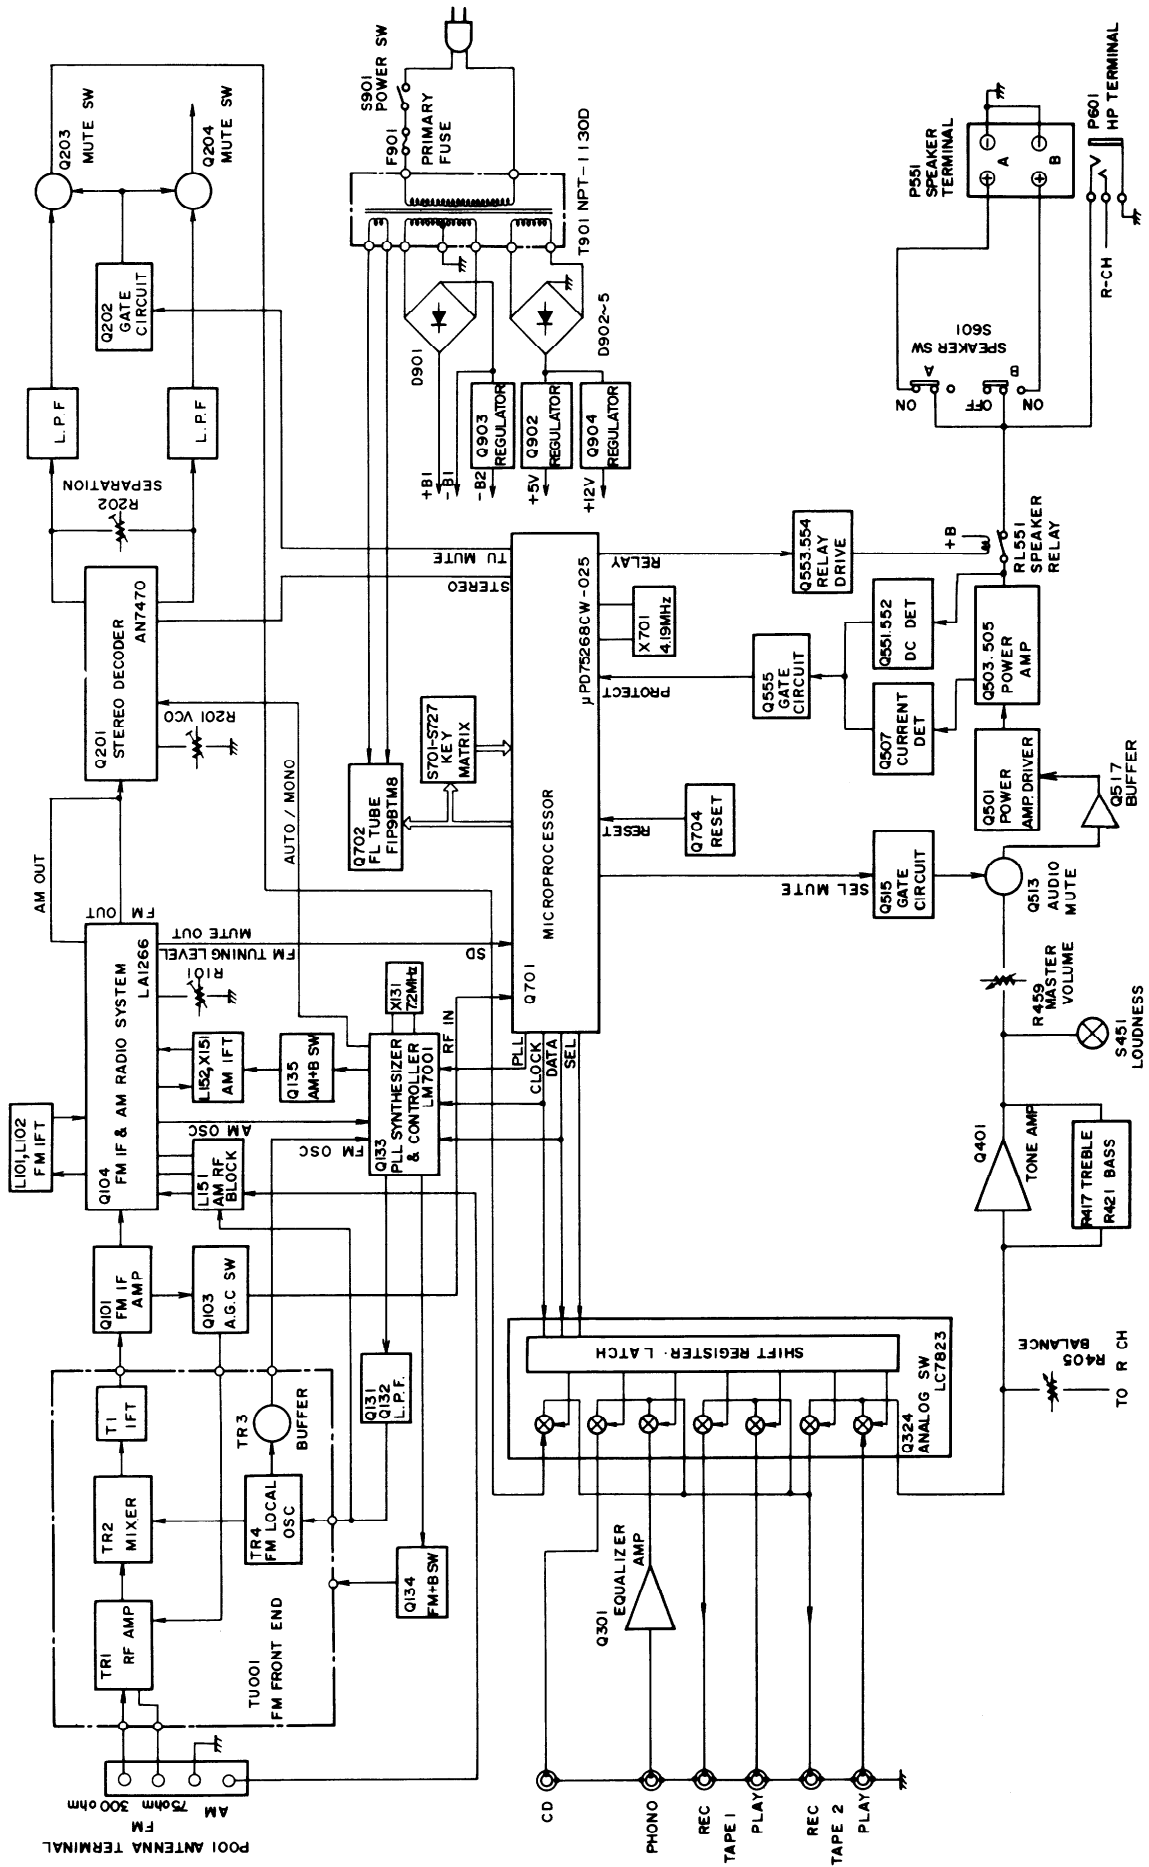 P001 ANTENNA TERMINAL
FM
300 ohm
75 ohm
AM
TU001
FM FRONT END
TR1
RF AMP
TR2
MIXER
T1
IFT
TR4
FM LOCAL
OSC
TR3
BUFFER
Q101
FM IF
AMP
Q103
A.G.C SW
L101,L102
FM IFT
Q104
FM IF & AM RADIO SYSTEM
LA1266
L151
AM RF
BLOCK
AM OSC
L152,X151
AM IFT
R101
FM TUNING LEVEL
MUTE OUT
FM OUT
AM OUT
Q135
AM+B SW
FM OSC
Q133
PLL SYNTHESIZER
& CONTROLLER
LM7001
X131
7.2MHz
RF IN
Q131
Q132
L.P.F.
Q134
FM+B SW
AUTO / MONO
Q201
STEREO DECODER
AN7470
R201 VCO
R202
SEPARATION
L.P.F
L.P.F
Q202
GATE
CIRCUIT
Q203
MUTE SW
Q204
MUTE SW
STEREO
TU MUTE
Q702
FL TUBE
FIP9BTM8
S701-S727
KEY
MATRIX
S901
POWER SW
F901
PRIMARY
FUSE
T901 NPT-1130D
D901
D902~5
+B1
-B1
-B2
+5V
+12V
Q903
REGULATOR
Q902
REGULATOR
Q904
REGULATOR
Q701
MICROPROCESSOR
μPD75268CW-025
SD
PLL
CLOCK
DATA
SEL
SEL MUTE
RESET
PROTECT
RELAY
Q704
RESET
X701
4.19MHz
Q515
GATE
CIRCUIT
Q555
GATE
CIRCUIT
Q553.554
RELAY
DRIVE
Q507
CURRENT
DET
Q551.552
DC DET
Q501
POWER
AMP.DRIVER
Q503.505
POWER
AMP
+B
RL551
SPEAKER
RELAY
Q517
BUFFER
Q513
AUDIO
MUTE
R459
MASTER
VOLUME
S451
LOUDNESS
Q401
TONE AMP
R417 TREBLE
R421 BASS
R405
BALANCE
TO R CH
SHIFT REGISTER · LATCH
Q324
ANALOG SW
LC7823
Q301
EQUALIZER
AMP
CD
PHONO
REC
TAPE 1
PLAY
REC
TAPE 2
PLAY
SPEAKER SW
S601
A
ON
OFF
B
ON
P551
SPEAKER
TERMINAL
A
B
P601
HP TERMINAL
R-CH